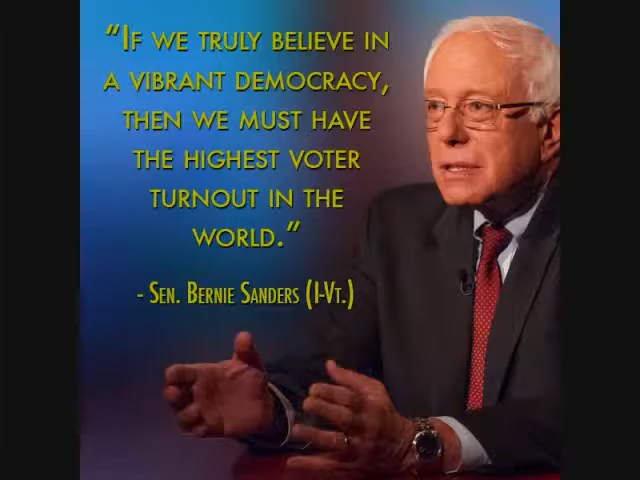 “If we truly believe in
a vibrant democracy,
then we must have
the highest voter
turnout in the
world.”
- Sen. Bernie Sanders (I-Vt.)